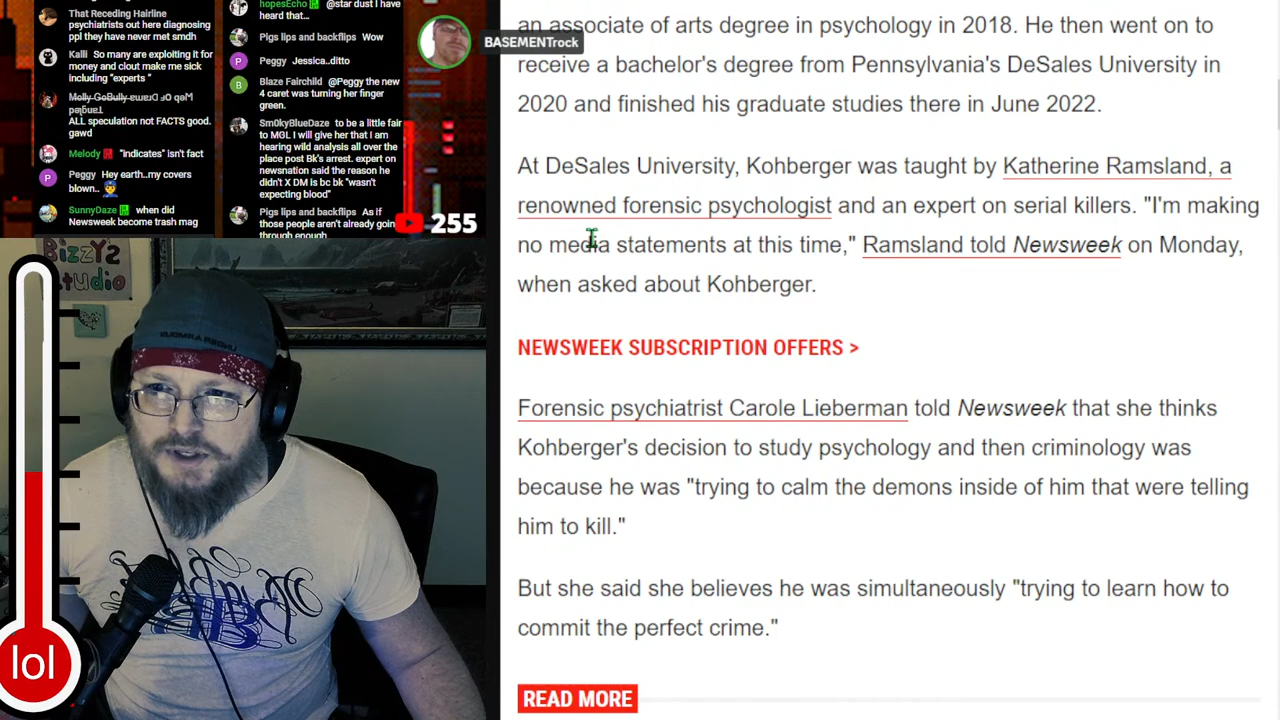 That Receding Hairline
Psychiatrists out here diagnosing
ppl they have never met smdh
Kalli So many are exploiting it for
money and clout make me sick
including "experts "
ALL speculation not FACTS good.
gawd
Melody "indicates" isn't fact
Peggy Hey earth..my covers
blown..
SunnyDaze when did
Newsweek become trash mag
hopesEcho @star dust I have
heard that...
Pigs lips and backflips Wow
Peggy Jessica..ditto
Blaze Fairchild @Peggy the new
4 caret was turning her finger
green.
Sm0kyBlueDaze to be a little fair
to MGL I will give her that I am
hearing wild analysis all over the
place post Bk's arrest. expert on
newsnation said the reason he
didn't X DM is bc bk "wasn't
expecting blood"
Pigs lips and backflips As if
those people aren't already goin
through enough
255
BASEMENTrock
BizzyZ
Studio
lol
an associate of arts degree in psychology in 2018. He then went on to
receive a bachelor's degree from Pennsylvania's DeSales University in
2020 and finished his graduate studies there in June 2022.
At DeSales University, Kohberger was taught by Katherine Ramsland, a
renowned forensic psychologist and an expert on serial killers. "I'm making
no media statements at this time," Ramsland told Newsweek on Monday,
when asked about Kohberger.
NEWSWEEK SUBSCRIPTION OFFERS >
Forensic psychiatrist Carole Lieberman told Newsweek that she thinks
Kohberger's decision to study psychology and then criminology was
because he was "trying to calm the demons inside of him that were telling
him to kill."
But she said she believes he was simultaneously "trying to learn how to
commit the perfect crime."
READ MORE